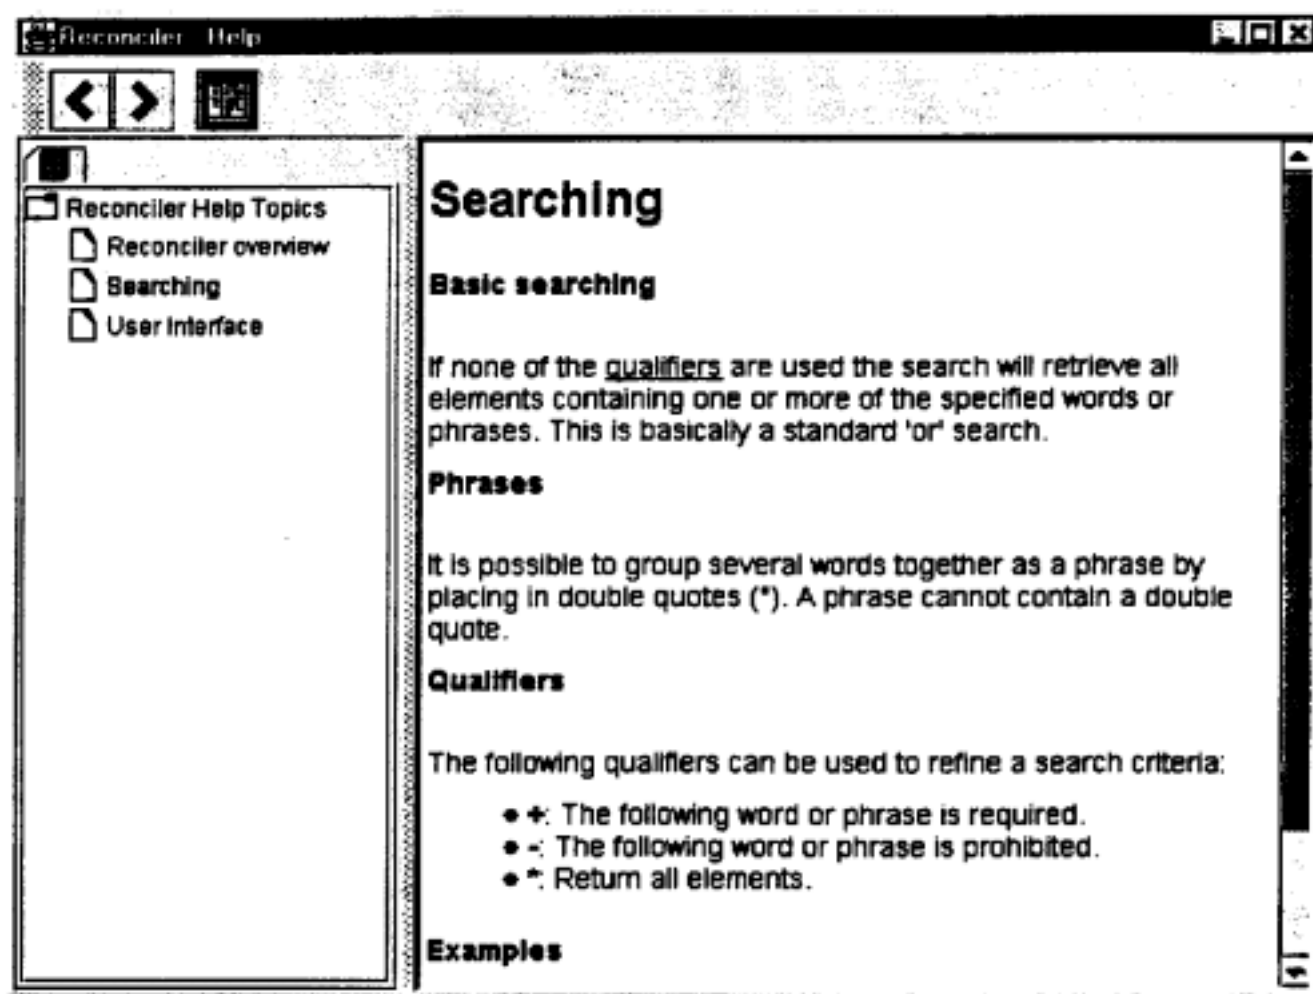 Reconciler Help
Reconciler Help Topics
Reconciler overview
Searching
User Interface
Searching
Basic searching
If none of the qualifiers are used the search will retrieve all
elements containing one or more of the specified words or
phrases. This is basically a standard 'or' search.
Phrases
It is possible to group several words together as a phrase by
placing in double quotes ("). A phrase cannot contain a double
quote.
Qualifiers
The following qualifiers can be used to refine a search criteria:
• +: The following word or phrase is required.
• -: The following word or phrase is prohibited.
• *: Return all elements.
Examples